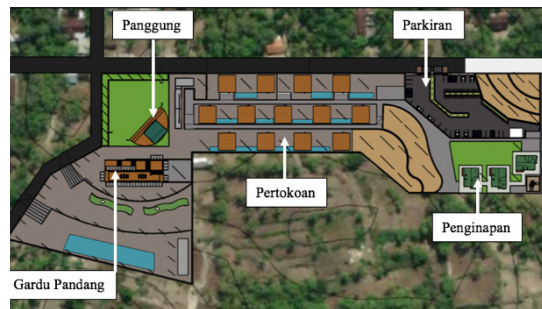 Panggung
Parkiran
Pertokoan
Penginapan
Gardu Pandang